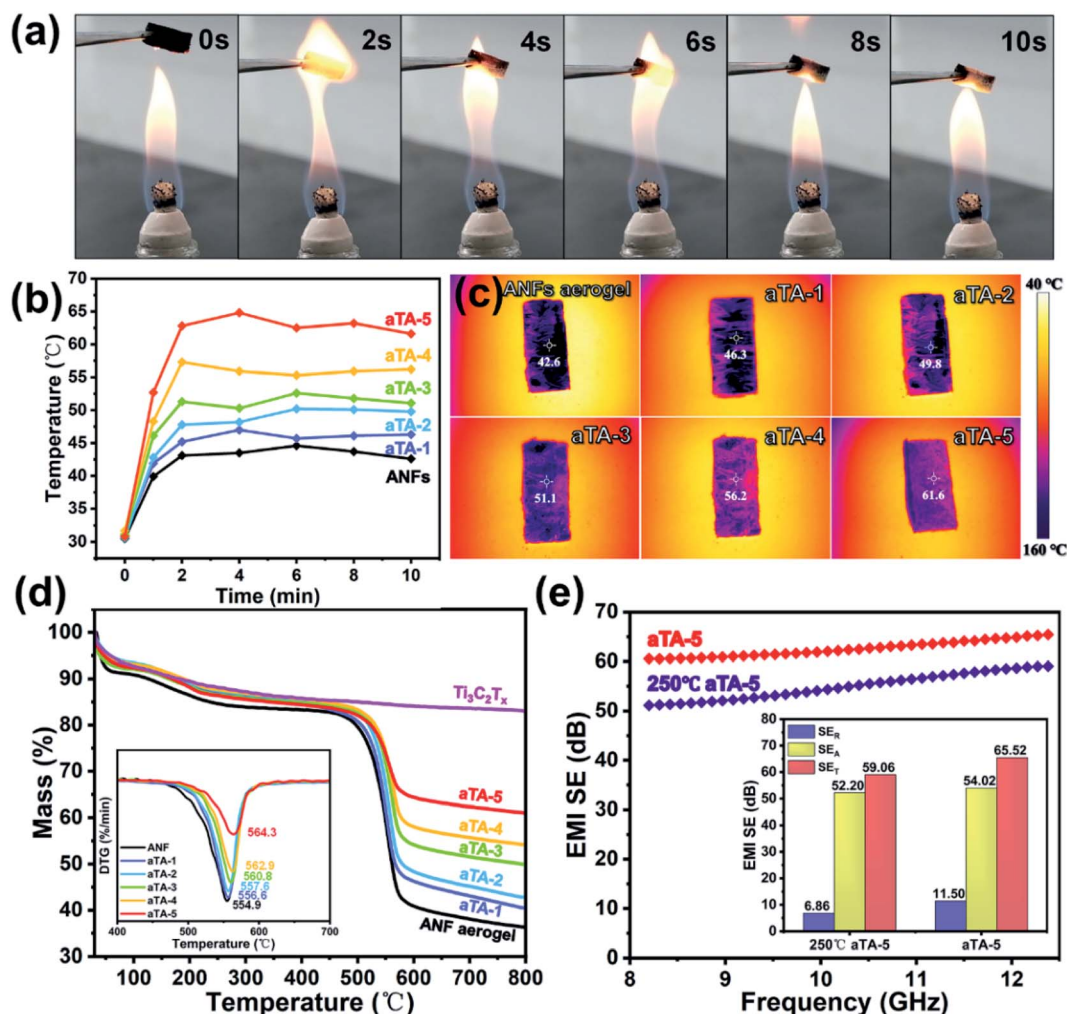 (a)
0s
2s
4s
6s
8s
10s
(b)
Temperature (℃)
70
65
60
55
50
45
40
35
30
aTA-5
aTA-4
aTA-3
aTA-2
aTA-1
ANFs
0 2 4 6 8 10
Time (min)
(c)
ANFs aerogel
42.6
aTA-1
46.3
aTA-2
49.8
aTA-3
51.1
aTA-4
56.2
aTA-5
61.6
40 ℃
160 ℃
(d)
Mass (%)
100
90
80
70
60
50
40
30
Ti₃C₂Tₓ
aTA-5
aTA-4
aTA-3
aTA-2
aTA-1
ANF aerogel
DTG (%/min)
ANF
aTA-1
aTA-2
aTA-3
aTA-4
aTA-5
564.3
562.9
560.8
557.6
556.6
554.9
400 500 600 700
Temperature (℃)
100 200 300 400 500 600 700 800
Temperature (℃)
(e)
EMI SE (dB)
70
60
50
40
30
20
10
0
aTA-5
250℃ aTA-5
EMI SE (dB)
80
70
60
50
40
30
20
10
0
SE_R
SE_A
SE_T
6.86
52.20
59.06
11.50
54.02
65.52
250℃ aTA-5
aTA-5
8 9 10 11 12
Frequency (GHz)